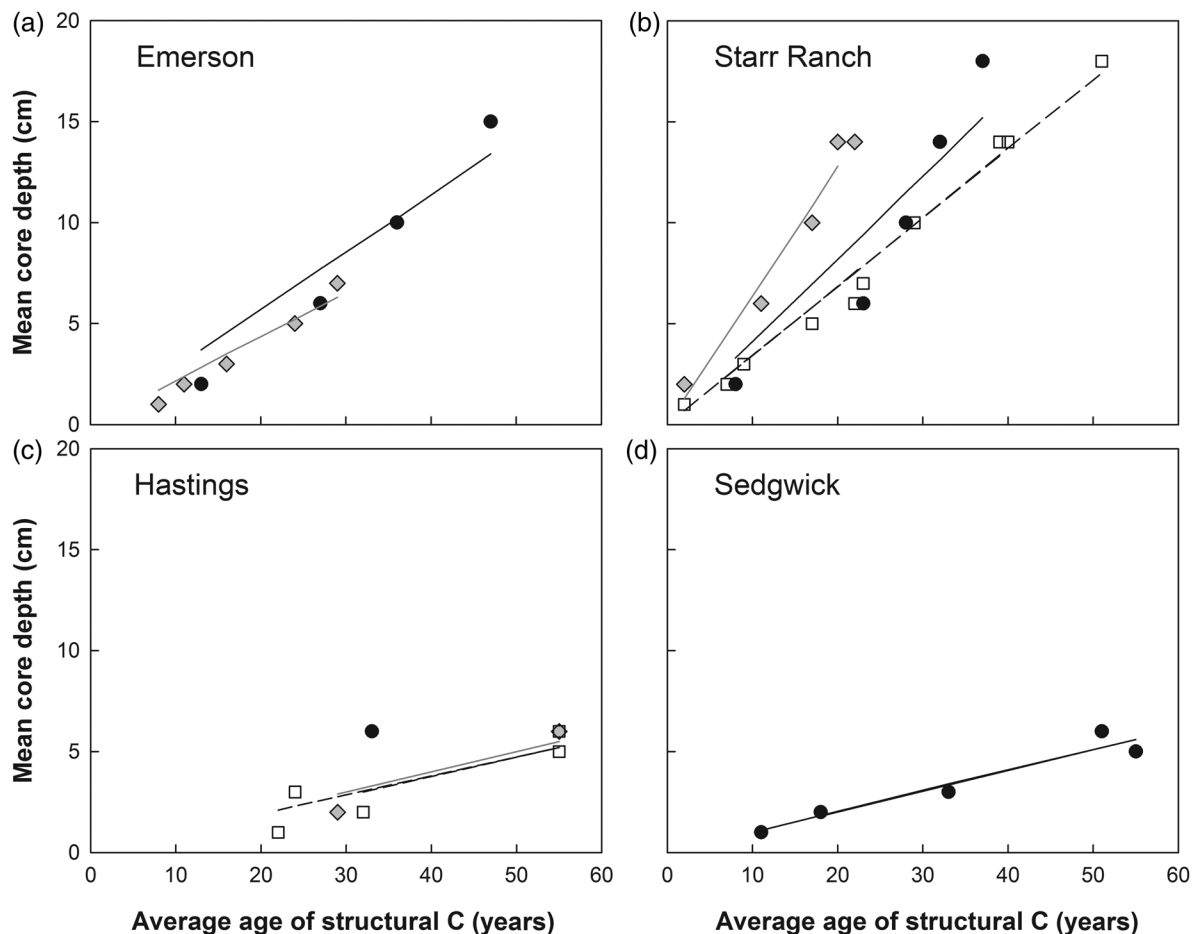 (a)
Emerson
(b)
Starr Ranch
20
15
10
5
0
Mean core depth (cm)
(c)
Hastings
(d)
Sedgwick
20
15
10
5
0
Mean core depth (cm)
0 10 20 30 40 50 60
0 10 20 30 40 50 60
Average age of structural C (years)
Average age of structural C (years)